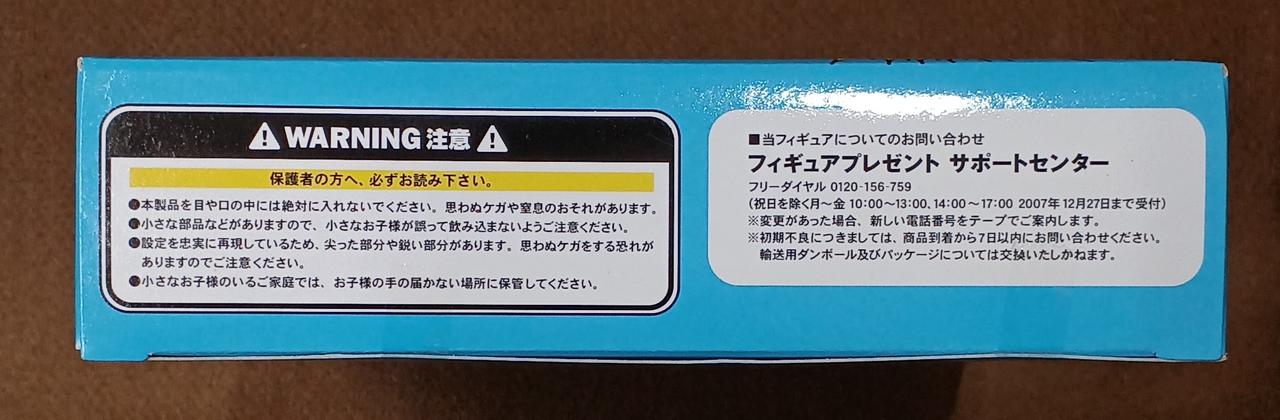 WARNING 注意
保護者の方へ、必ずお読み下さい。
●本製品を目や口の中には絶対に入れないでください。思わぬケガや窒息のおそれがあります。
●小さな部品などがありますので、小さなお子様が誤って飲み込まないようご注意ください。
●設定を忠実に再現しているため、尖った部分や鋭い部分があります。思わぬケガをする恐れが
ありますのでご注意ください。
●小さなお子様のいるご家庭では、お子様の手の届かない場所に保管してください。
■当フィギュアについてのお問い合わせ
フィギュアプレゼント サポートセンター
フリーダイヤル 0120-156-759
(祝日を除く月〜金 10:00〜13:00、14:00〜17:00 2007年12月27日まで受付)
※変更があった場合、新しい電話番号をテープでご案内します。
※初期不良につきましては、商品到着から7日以内にお問い合わせください。
輸送用ダンボール及びパッケージについては交換いたしかねます。